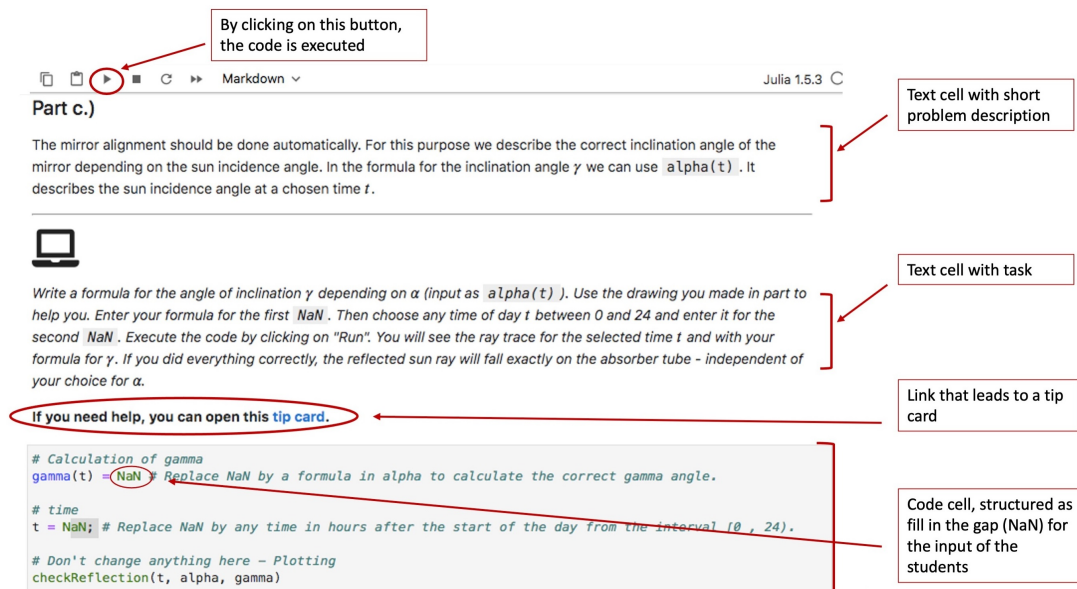 By clicking on this button,
the code is executed
Markdown
Julia 1.5.3
Part c.)
The mirror alignment should be done automatically. For this purpose we describe the correct inclination angle of the
mirror depending on the sun incidence angle. In the formula for the inclination angle γ we can use alpha(t) . It
describes the sun incidence angle at a chosen time t.
Text cell with short
problem description
Write a formula for the angle of inclination γ depending on α (input as alpha(t) ). Use the drawing you made in part to
help you. Enter your formula for the first NaN . Then choose any time of day t between 0 and 24 and enter it for the
second NaN . Execute the code by clicking on "Run". You will see the ray trace for the selected time t and with your
formula for γ. If you did everything correctly, the reflected sun ray will fall exactly on the absorber tube - independent of
your choice for α.
Text cell with task
If you need help, you can open this tip card.
Link that leads to a tip
card
# Calculation of gamma
gamma(t) = NaN # Replace NaN by a formula in alpha to calculate the correct gamma angle.
# time
t = NaN; # Replace NaN by any time in hours after the start of the day from the interval [0 , 24).
# Don't change anything here – Plotting
checkReflection(t, alpha, gamma)
Code cell, structured as
fill in the gap (NaN) for
the input of the
students